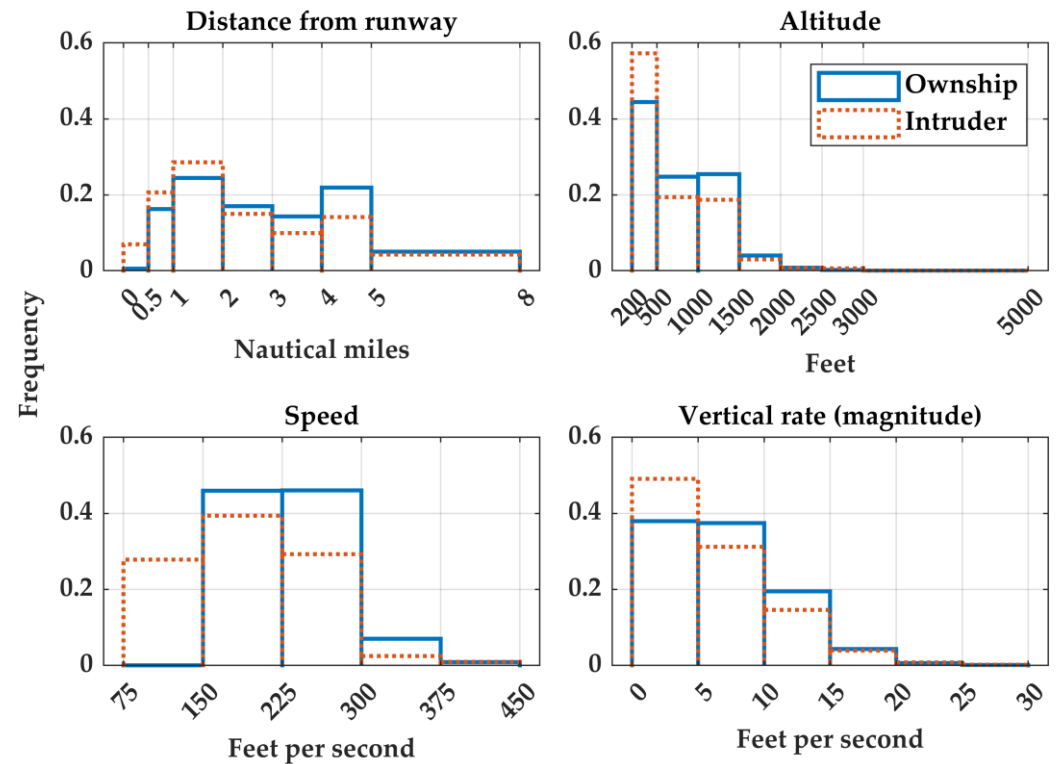 Distance from runway
0.6
0.4
0.2
0
0 0.5 1 2 3 4 5 8
Nautical miles
Altitude
0.6
0.4
0.2
0
Ownship
Intruder
200 500 1000 1500 2000 2500 3000 5000
Feet
Frequency
Speed
0.6
0.4
0.2
0
75 150 225 300 375 450
Feet per second
Vertical rate (magnitude)
0.6
0.4
0.2
0
0 5 10 15 20 25 30
Feet per second